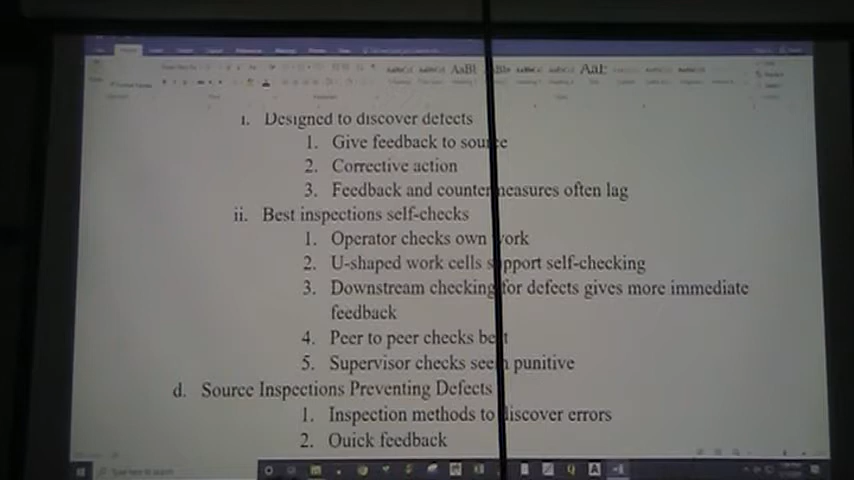 i. Designed to discover defects
1. Give feedback to source
2. Corrective action
3. Feedback and countermeasures often lag
ii. Best inspections self-checks
1. Operator checks own work
2. U-shaped work cells support self-checking
3. Downstream checking for defects gives more immediate
feedback
4. Peer to peer checks best
5. Supervisor checks seem punitive
d. Source Inspections Preventing Defects
1. Inspection methods to discover errors
2. Quick feedback